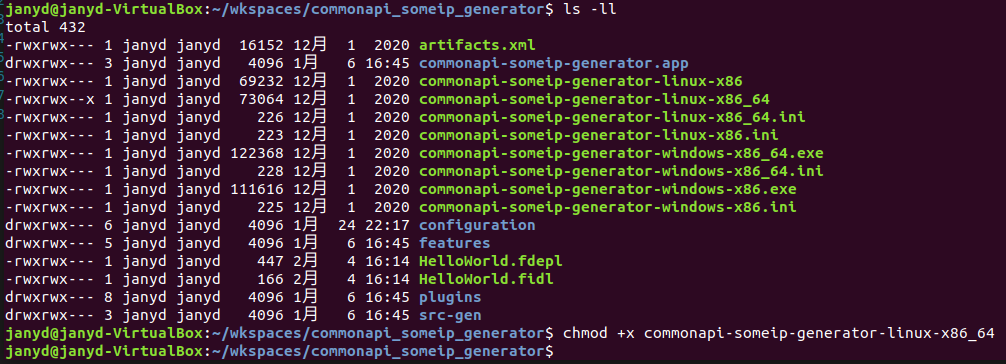 janyd@janyd-VirtualBox:~/wkspaces/commonapi_someip_generator$ ls -ll
total 432
-rwxrwx--- 1 janyd janyd  16152 12月  1  2020 artifacts.xml
drwxrwx--- 3 janyd janyd   4096 1月   6 16:45 commonapi-someip-generator.app
-rwxrwx--- 1 janyd janyd  69232 12月  1  2020 commonapi-someip-generator-linux-x86
-rwxrwx--x 1 janyd janyd  73064 12月  1  2020 commonapi-someip-generator-linux-x86_64
-rwxrwx--- 1 janyd janyd    226 12月  1  2020 commonapi-someip-generator-linux-x86_64.ini
-rwxrwx--- 1 janyd janyd    223 12月  1  2020 commonapi-someip-generator-linux-x86.ini
-rwxrwx--- 1 janyd janyd 122368 12月  1  2020 commonapi-someip-generator-windows-x86_64.exe
-rwxrwx--- 1 janyd janyd    228 12月  1  2020 commonapi-someip-generator-windows-x86_64.ini
-rwxrwx--- 1 janyd janyd 111616 12月  1  2020 commonapi-someip-generator-windows-x86.exe
-rwxrwx--- 1 janyd janyd    225 12月  1  2020 commonapi-someip-generator-windows-x86.ini
drwxrwx--- 6 janyd janyd   4096 1月  24 22:17 configuration
drwxrwx--- 5 janyd janyd   4096 1月   6 16:45 features
-rwxrwx--- 1 janyd janyd    447 2月   4 16:14 HelloWorld.fdepl
-rwxrwx--- 1 janyd janyd    166 2月   4 16:14 HelloWorld.fidl
drwxrwx--- 8 janyd janyd   4096 1月   6 16:45 plugins
drwxrwx--- 3 janyd janyd   4096 1月   6 16:45 src-gen
janyd@janyd-VirtualBox:~/wkspaces/commonapi_someip_generator$ chmod +x commonapi-someip-generator-linux-x86_64
janyd@janyd-VirtualBox:~/wkspaces/commonapi_someip_generator$